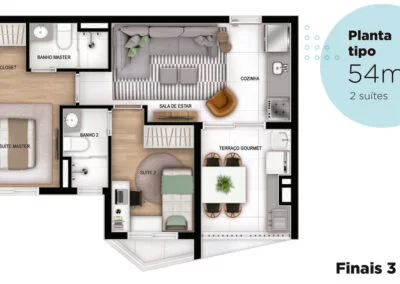 Planta
tipo
54m
2 suítes
CLOSET
BANHO MASTER
COZINHA
SALA DE ESTAR
BANHO 2
SUÍTE MASTER
SUÍTE 2
TERRAÇO GOURMET
Finais 3